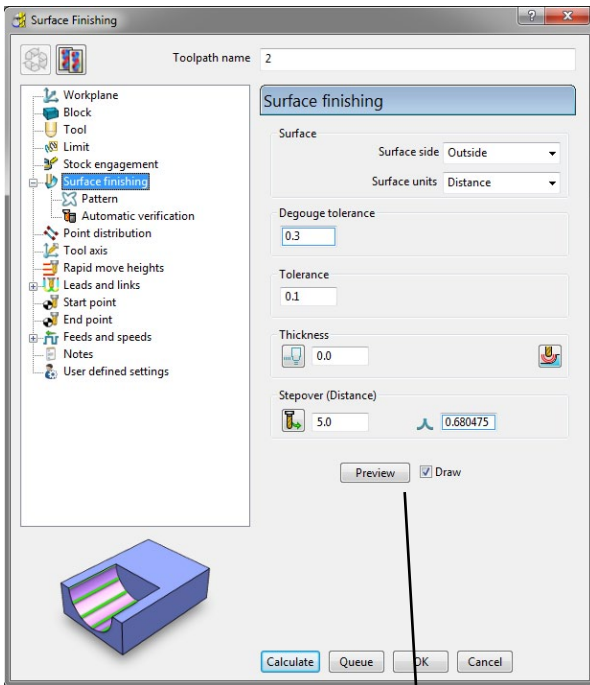 Surface Finishing
Toolpath name 2
Workplane
Block
Tool
Limit
Stock engagement
Surface finishing
Pattern
Automatic verification
Point distribution
Tool axis
Rapid move heights
Leads and links
Start point
End point
Feeds and speeds
Notes
User defined settings
Surface finishing
Surface
Surface side Outside
Surface units Distance
Degouge tolerance
0.3
Tolerance
0.1
Thickness
0.0
Stepover (Distance)
5.0 0.680475
Preview Draw
Calculate Queue OK Cancel